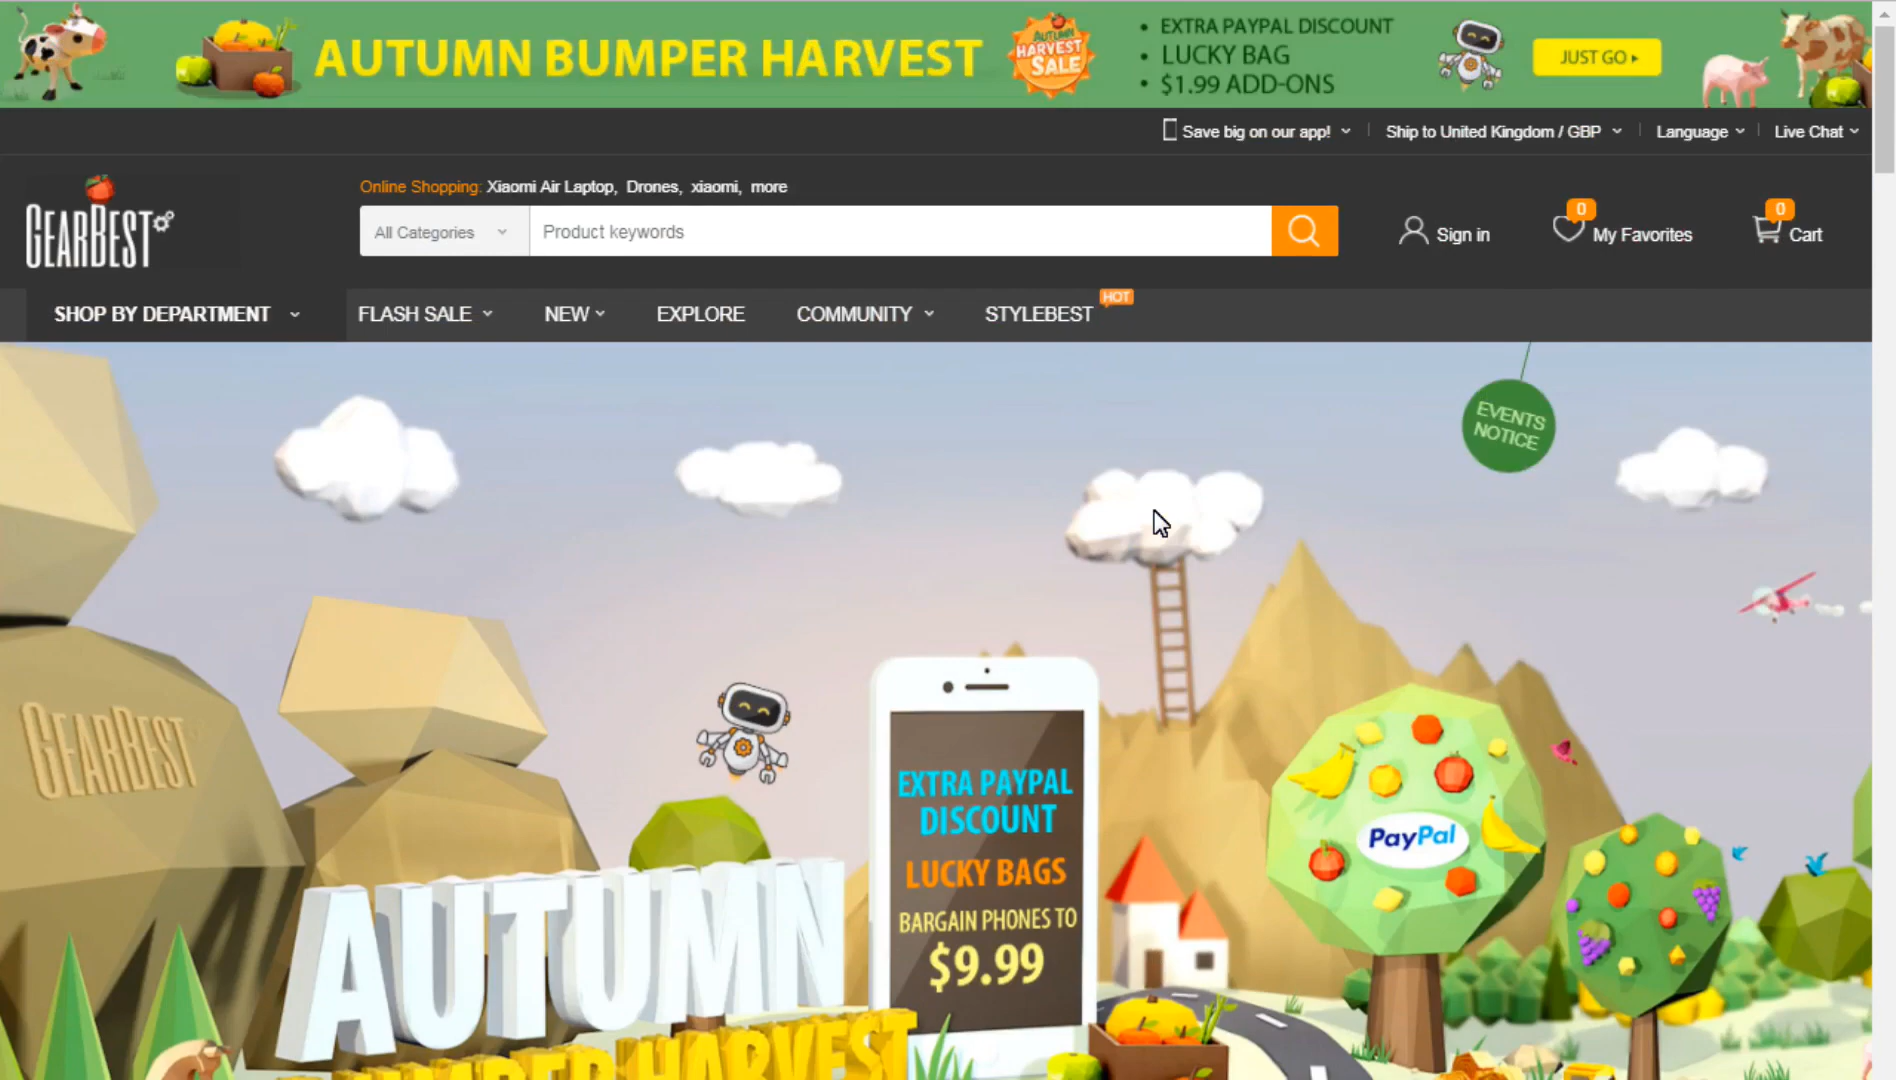 AUTUMN BUMPER HARVEST
AUTUMN
HARVEST
SALE
• EXTRA PAYPAL DISCOUNT
• LUCKY BAG
• $1.99 ADD-ONS
JUST GO
Save big on our app!
Ship to United Kingdom / GBP
Language
Live Chat
GEARBEST
Online Shopping: Xiaomi Air Laptop, Drones, xiaomi, more
All Categories
Product keywords
Sign in
0
My Favorites
0
Cart
SHOP BY DEPARTMENT
FLASH SALE
NEW
EXPLORE
COMMUNITY
STYLEBEST
HOT
EVENTS
NOTICE
GEARBEST
EXTRA PAYPAL
DISCOUNT
LUCKY BAGS
BARGAIN PHONES TO
$9.99
PayPal
AUTUMN
BUMPER HARVEST